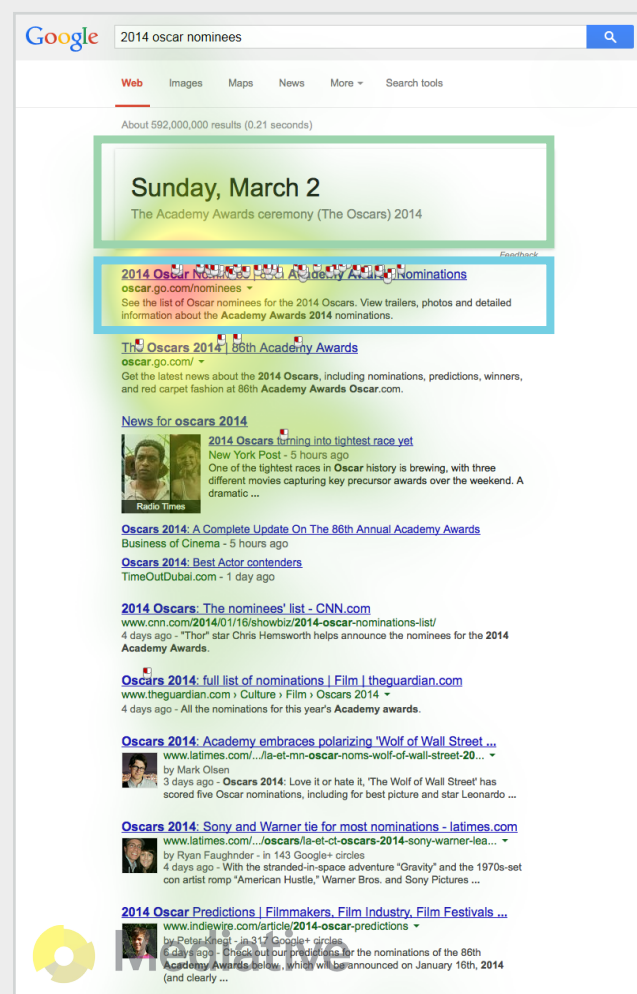 Google 2014 oscar nominees
Web Images Maps News More Search tools
About 592,000,000 results (0.21 seconds)
Sunday, March 2
The Academy Awards ceremony (The Oscars) 2014
Feedback
2014 Oscar Nominees | 86th Academy Awards Nominations
oscar.go.com/nominees
See the list of Oscar nominees for the 2014 Oscars. View trailers, photos and detailed
information about the Academy Awards 2014 nominations.
The Oscars 2014 | 86th Academy Awards
oscar.go.com/
Get the latest news about the 2014 Oscars, including nominations, predictions, winners,
and red carpet fashion at 86th Academy Awards Oscar.com.
News for oscars 2014
2014 Oscars turning into tightest race yet
New York Post - 5 hours ago
One of the tightest races in Oscar history is brewing, with three
different movies capturing key precursor awards over the weekend. A
dramatic ...
Radio Times
Oscars 2014: A Complete Update On The 86th Annual Academy Awards
Business of Cinema - 5 hours ago
Oscars 2014: Best Actor contenders
TimeOutDubai.com - 1 day ago
2014 Oscars: The nominees' list - CNN.com
www.cnn.com/2014/01/16/showbiz/2014-oscar-nominations-list/
4 days ago - "Thor" star Chris Hemsworth helps announce the nominees for the 2014
Academy Awards.
Oscars 2014: full list of nominations | Film | theguardian.com
www.theguardian.com › Culture › Film › Oscars 2014
4 days ago - All the nominations for this year's Academy awards.
Oscars 2014: Academy embraces polarizing 'Wolf of Wall Street ...
www.latimes.com/.../la-et-mn-oscar-noms-wolf-of-wall-street-20...
by Mark Olsen
3 days ago - Oscars 2014: Love it or hate it, 'The Wolf of Wall Street' has
scored five Oscar nominations, including for best picture and star Leonardo ...
Oscars 2014: Sony and Warner tie for most nominations - latimes.com
www.latimes.com/.../oscars/la-et-ct-oscars-2014-sony-warner-lea...
by Ryan Faughnder - in 143 Google+ circles
4 days ago - With the stranded-in-space adventure "Gravity" and the 1970s-set
con artist romp "American Hustle," Warner Bros. and Sony Pictures ...
2014 Oscar Predictions | Filmmakers, Film Industry, Film Festivals ...
www.indiewire.com/article/2014-oscar-predictions
by Peter Knegt - in 317 Google+ circles
6 days ago - Check out our predictions for the nominations of the 86th
Academy Awards below , which will be announced on January 16th, 2014
(and clearly ...
Mediative